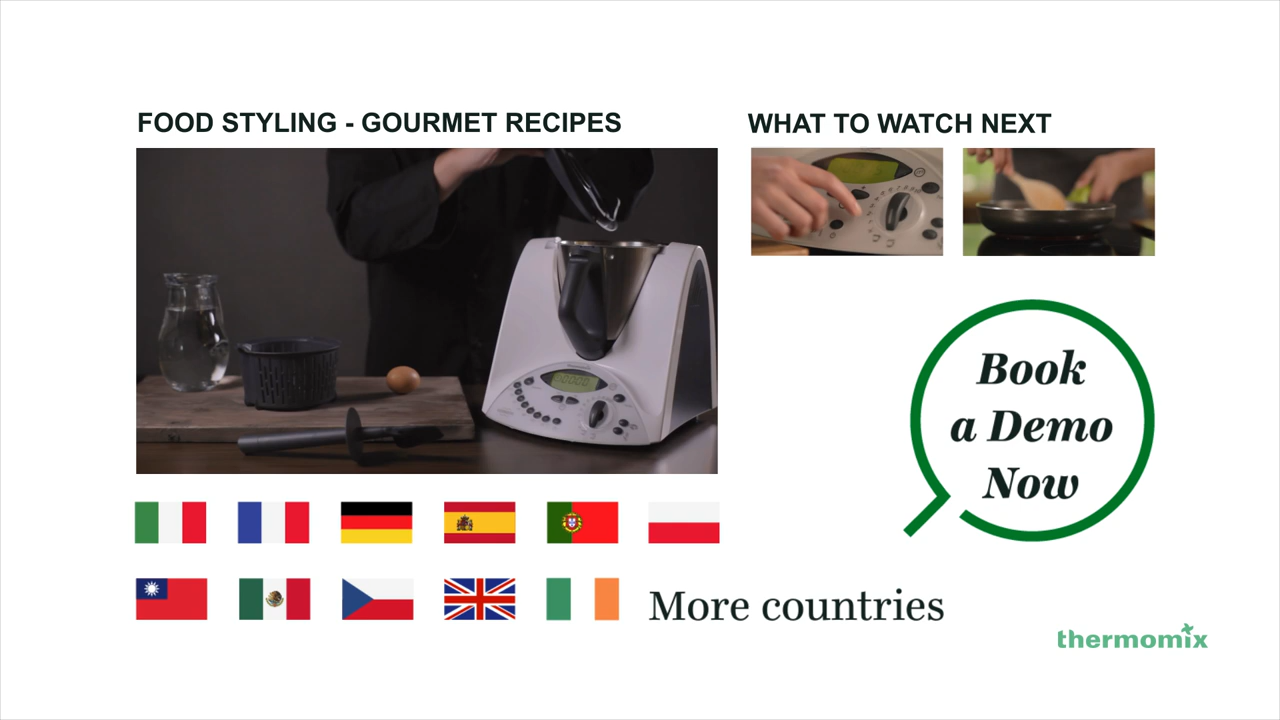 FOOD STYLING - GOURMET RECIPES
WHAT TO WATCH NEXT
Book
a Demo
Now
More countries
thermomix